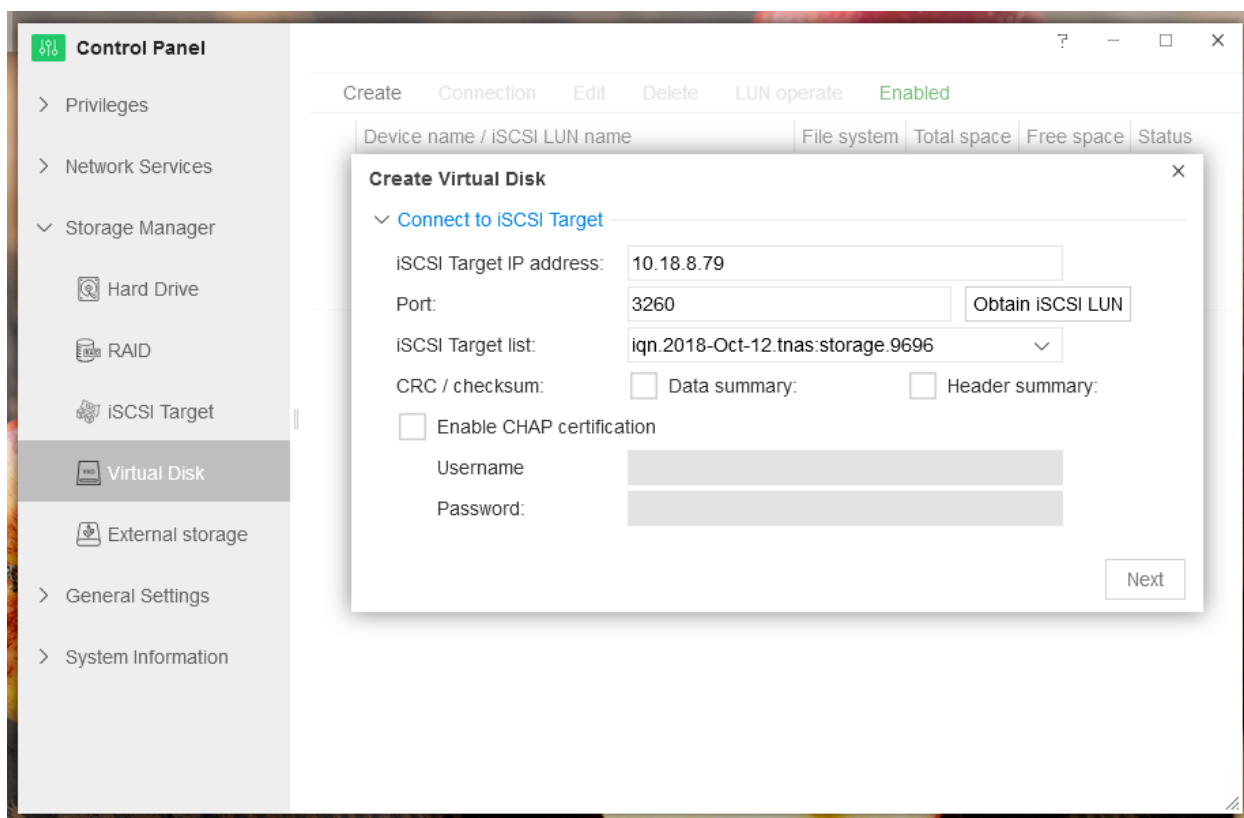 Control Panel
?
Privileges
Network Services
Storage Manager
Hard Drive
RAID
iSCSI Target
Virtual Disk
External storage
General Settings
System Information
Create Connection Edit Delete LUN operate Enabled
Device name / iSCSI LUN name File system Total space Free space Status
Create Virtual Disk
Connect to iSCSI Target
iSCSI Target IP address: 10.18.8.79
Port: 3260 Obtain iSCSI LUN
iSCSI Target list: iqn.2018-Oct-12.tnas:storage.9696
CRC / checksum: Data summary: Header summary:
Enable CHAP certification
Username
Password:
Next